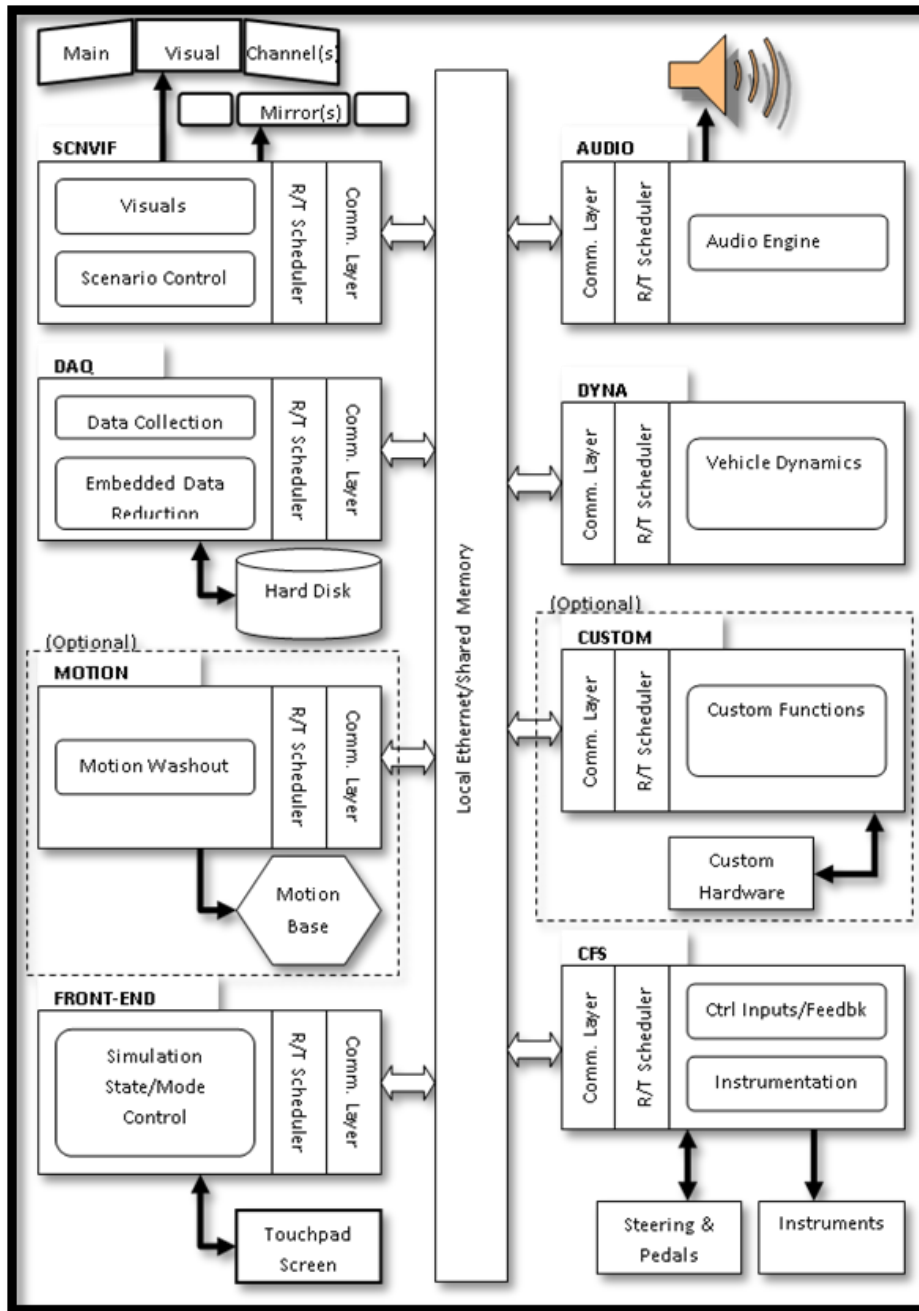 Main Visual Channel(s)
Mirror(s)
SCNVIF
Visuals
Scenario Control
R/T Scheduler
Comm. Layer
DAQ
Data Collection
Embedded Data
Reduction
R/T Scheduler
Comm. Layer
Hard Disk
(Optional)
MOTION
Motion Washout
R/T Scheduler
Comm. Layer
Motion
Base
FRONT-END
Simulation
State/Mode
Control
R/T Scheduler
Comm. Layer
Touchpad
Screen
Local Ethernet/Shared Memory
AUDIO
Comm. Layer
R/T Scheduler
Audio Engine
DYNA
Comm. Layer
R/T Scheduler
Vehicle Dynamics
(Optional)
CUSTOM
Comm. Layer
R/T Scheduler
Custom Functions
Custom
Hardware
CFS
Comm. Layer
R/T Scheduler
Ctrl Inputs/Feedbk
Instrumentation
Steering &
Pedals
Instruments